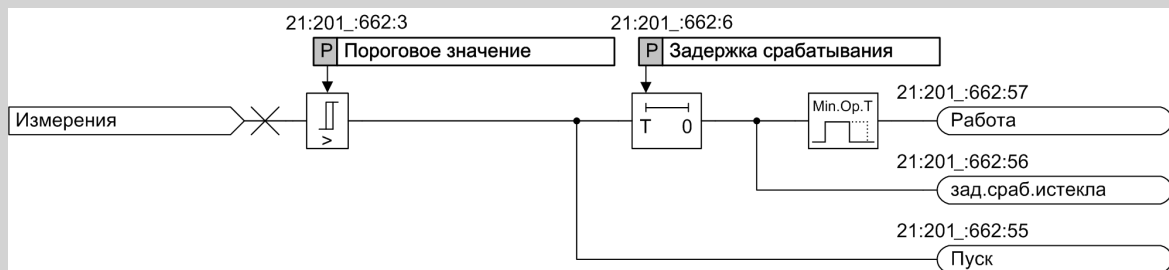 21:201_:662:3
21:201_:662:6
P Пороговое значение
P Задержка срабатывания
21:201_:662:57
Измерения
>
T 0
Min.Op.T
Работа
21:201_:662:56
зад.сраб.истекла
21:201_:662:55
Пуск